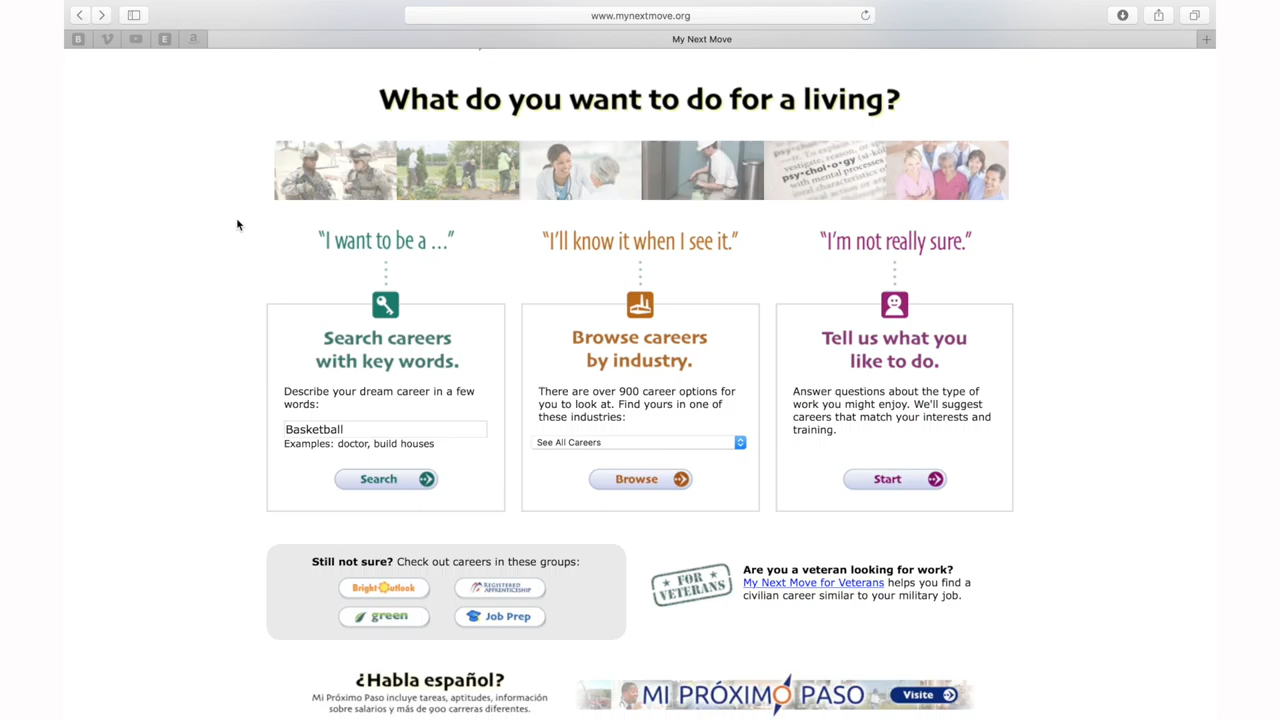 www.mynextmove.org
My Next Move
What do you want to do for a living?
psy·chol·o·gy
with mental processes
"I want to be a ..."
"I'll know it when I see it."
"I'm not really sure."
Search careers
with key words.
Describe your dream career in a few
words:
Basketball
Examples: doctor, build houses
Search
Browse careers
by industry.
There are over 900 career options for
you to look at. Find yours in one of
these industries:
See All Careers
Browse
Tell us what you
like to do.
Answer questions about the type of
work you might enjoy. We'll suggest
careers that match your interests and
training.
Start
Still not sure? Check out careers in these groups:
Bright Outlook
REGISTERED
APPRENTICESHIP
green
Job Prep
FOR
VETERANS
Are you a veteran looking for work?
My Next Move for Veterans helps you find a
civilian career similar to your military job.
¿Habla español?
Mi Próximo Paso incluye tareas, aptitudes, información
sobre salarios y más de 900 carreras diferentes.
MI PRÓXIMO PASO
Visite